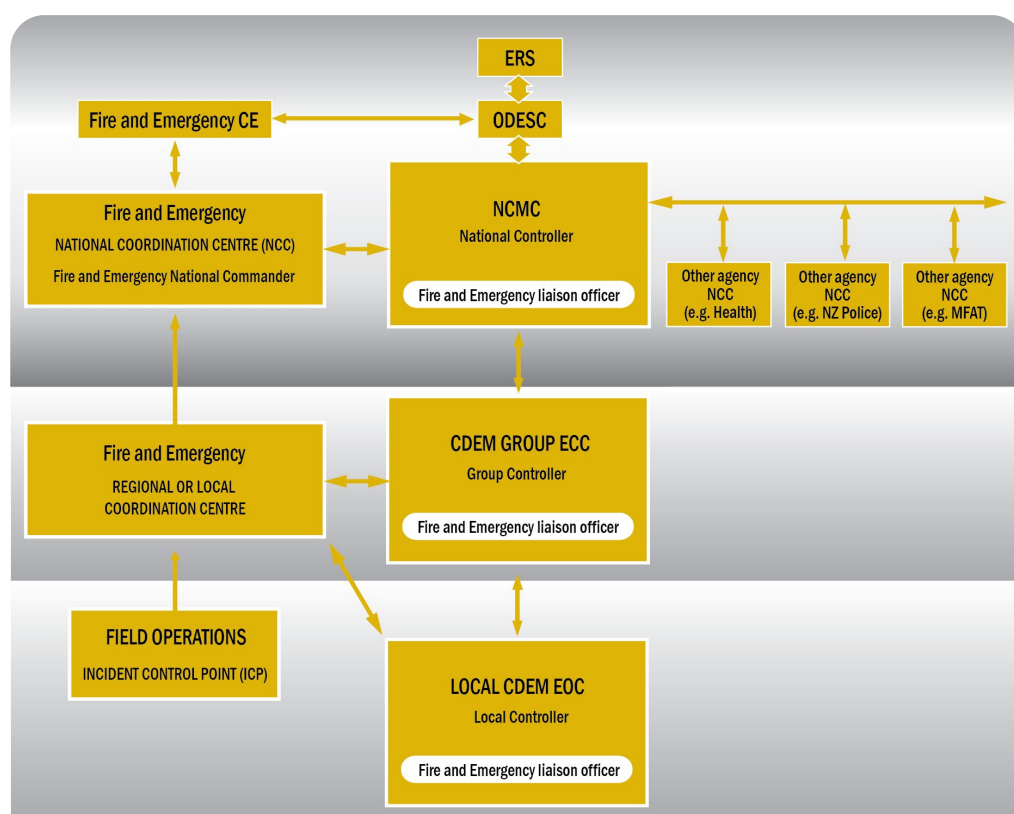 ERS
Fire and Emergency CE
ODESC
Fire and Emergency
NATIONAL COORDINATION CENTRE (NCC)
Fire and Emergency National Commander
NCMC
National Controller
Fire and Emergency liaison officer
Other agency
NCC
(e.g. Health)
Other agency
NCC
(e.g. NZ Police)
Other agency
NCC
(e.g. MFAT)
Fire and Emergency
REGIONAL OR LOCAL
COORDINATION CENTRE
CDEM GROUP ECC
Group Controller
Fire and Emergency liaison officer
FIELD OPERATIONS
INCIDENT CONTROL POINT (ICP)
LOCAL CDEM EOC
Local Controller
Fire and Emergency liaison officer